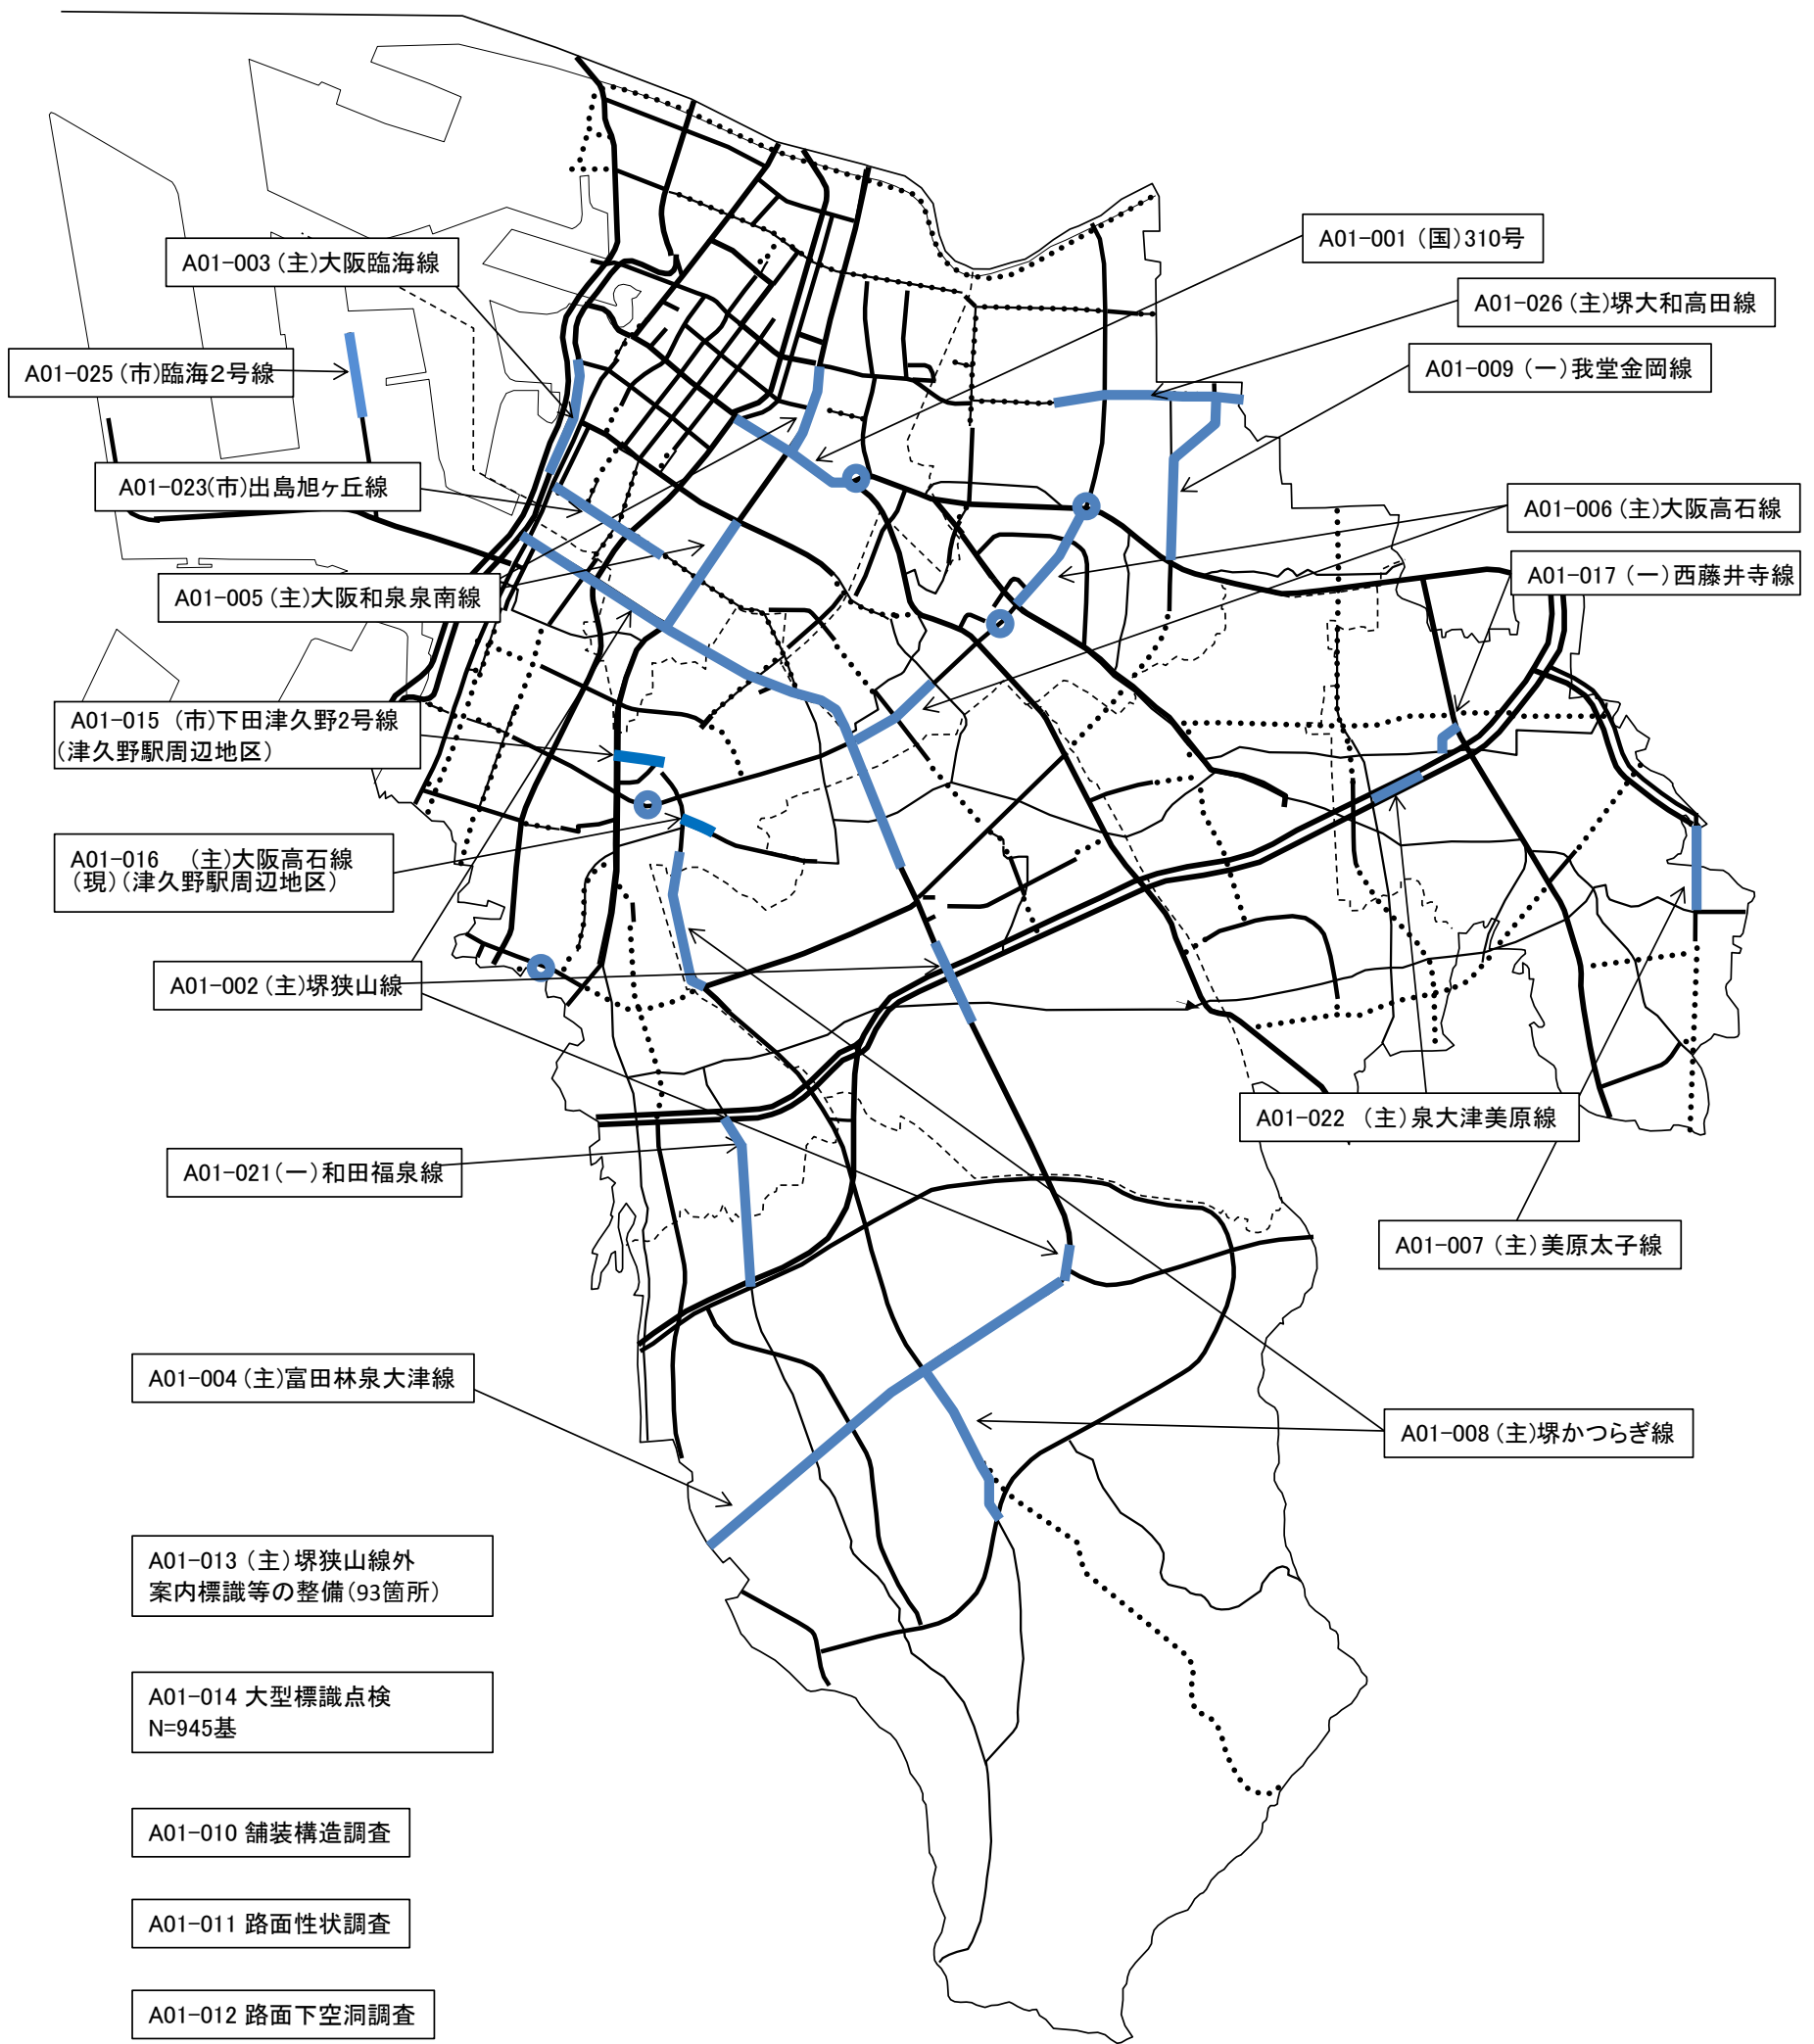 A01-001 (国)310号
A01-003 (主)大阪臨海線
A01-026 (主)堺大和高田線
A01-009 (一)我堂金岡線
A01-025 (市)臨海２号線
A01-023(市)出島旭ヶ丘線
A01-006 (主)大阪高石線
A01-017 (一)西藤井寺線
A01-005 (主)大阪和泉泉南線
A01-015 (市)下田津久野2号線
(津久野駅周辺地区)
A01-016 (主)大阪高石線
(現)(津久野駅周辺地区)
A01-002 (主)堺狭山線
A01-022 (主)泉大津美原線
A01-021(一)和田福泉線
A01-007 (主)美原太子線
A01-004 (主)富田林泉大津線
A01-008 (主)堺かつらぎ線
A01-013 (主)堺狭山線外
案内標識等の整備(93箇所)
A01-014 大型標識点検
N=945基
A01-010 舗装構造調査
A01-011 路面性状調査
A01-012 路面下空洞調査